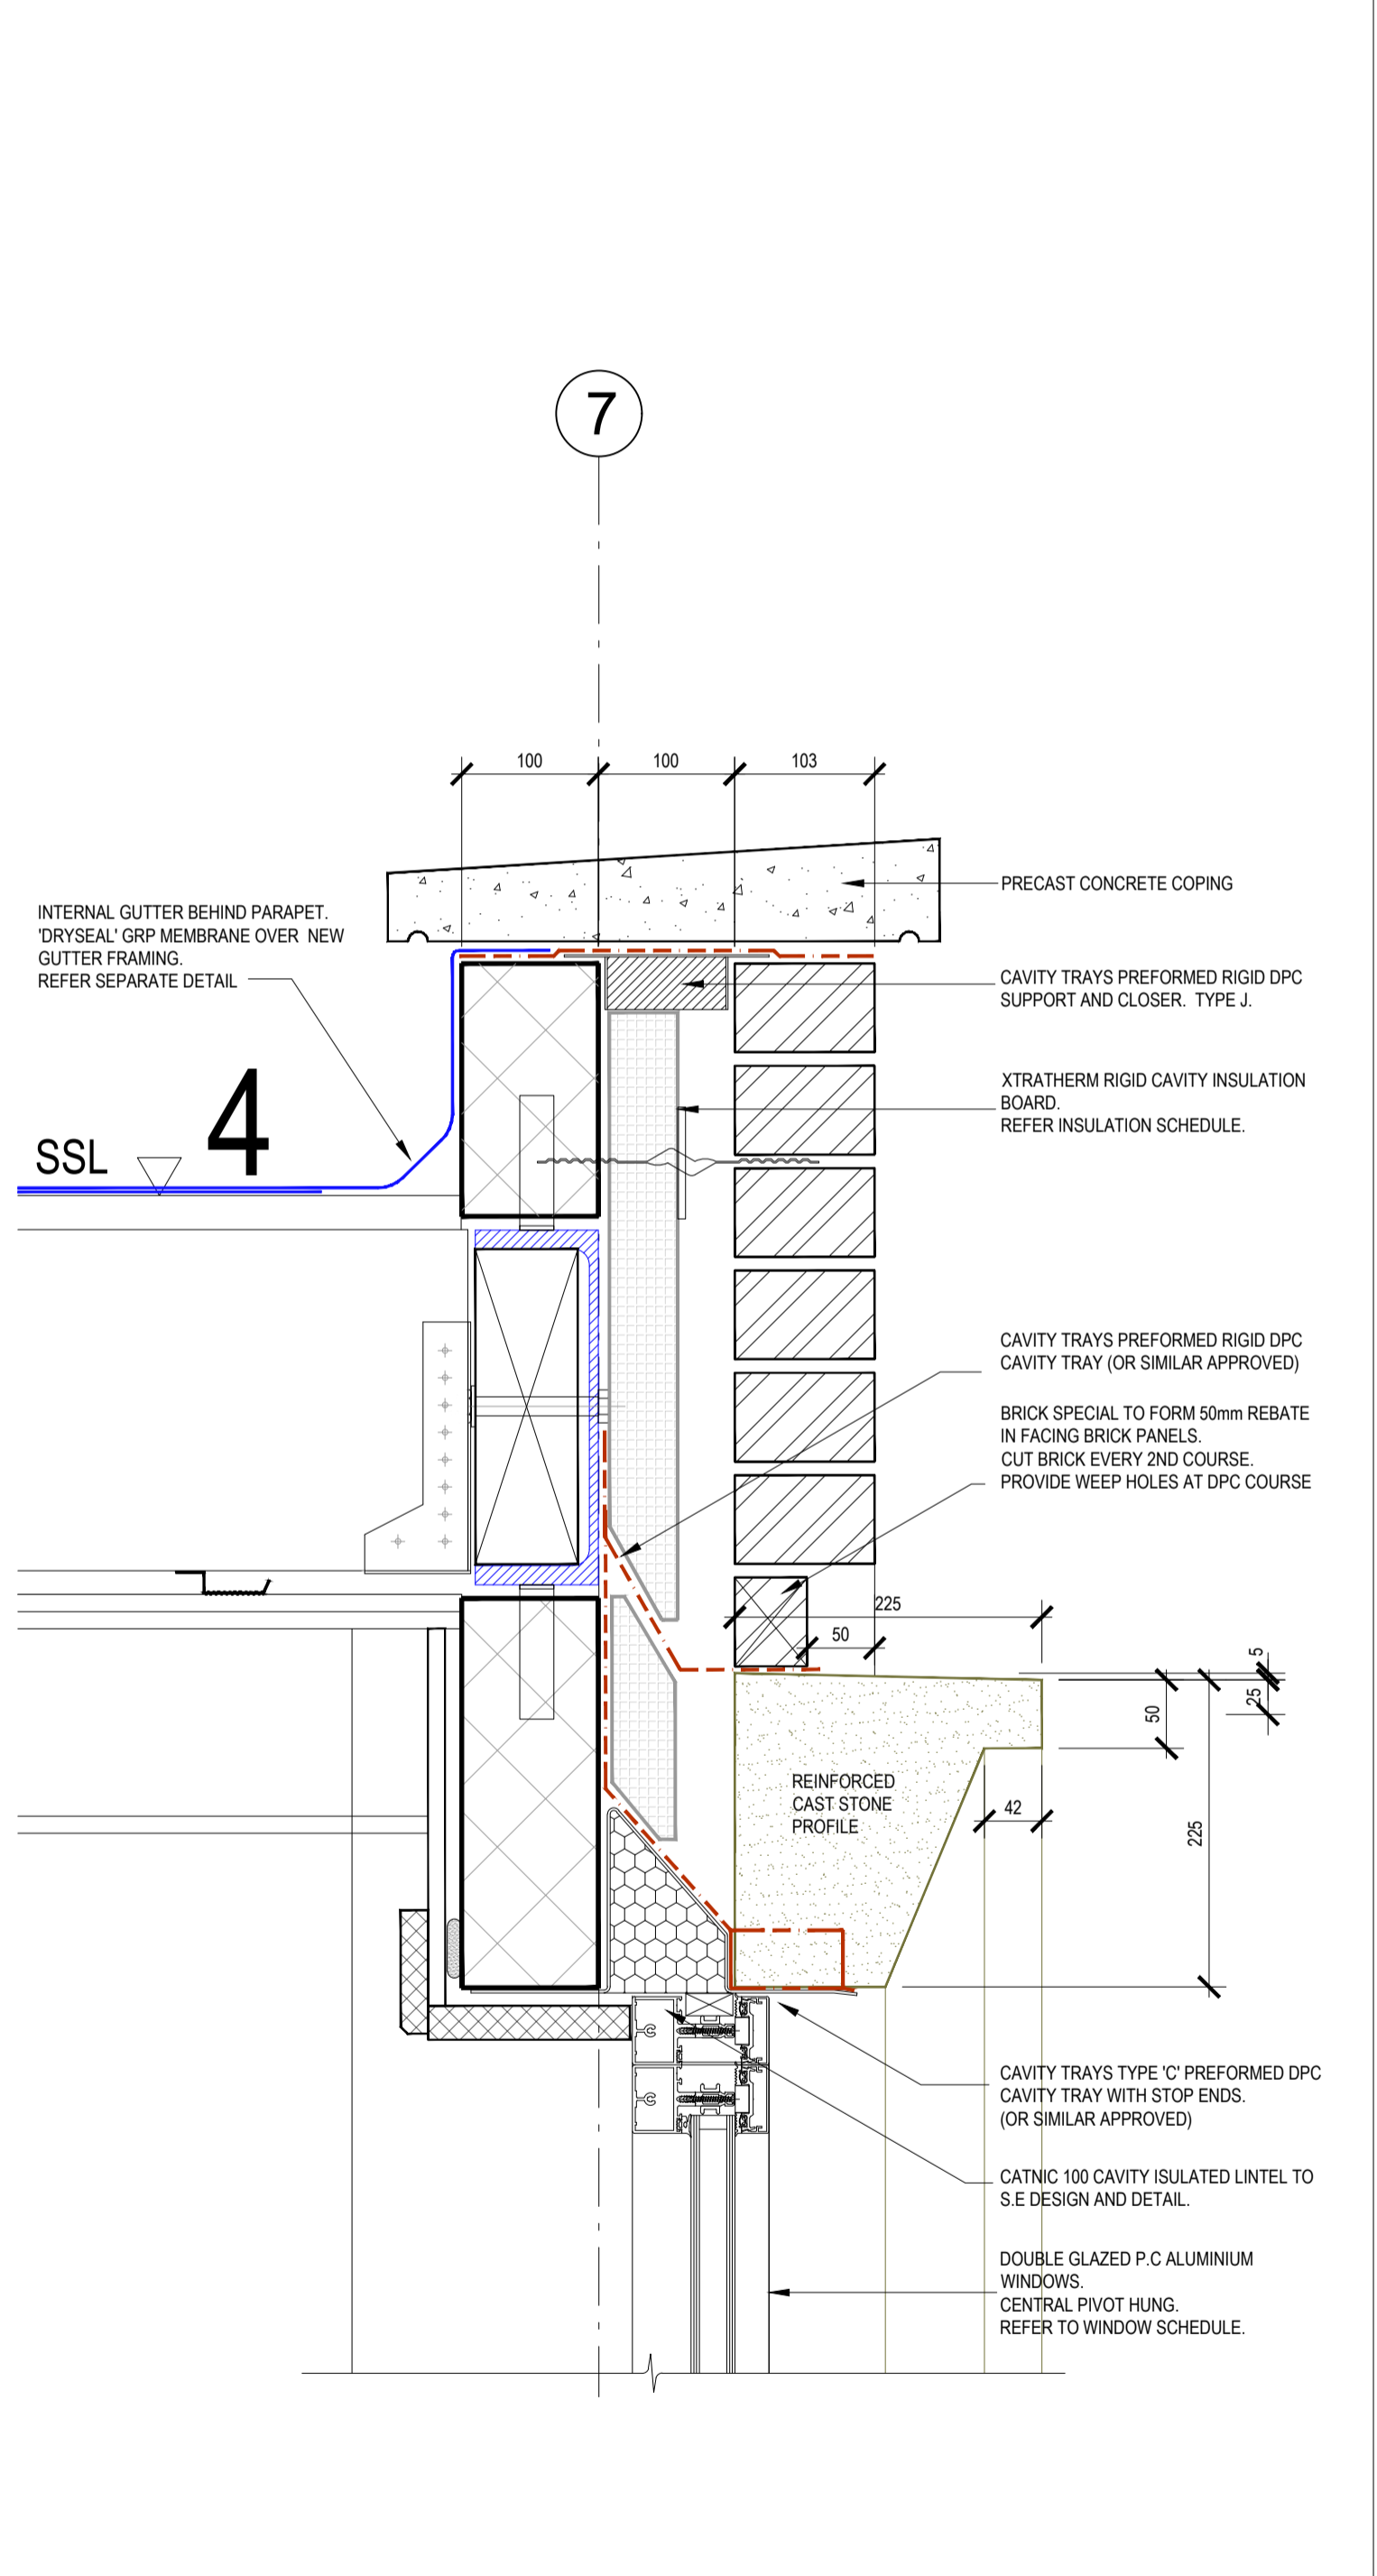 7
100
100
103
PRECAST CONCRETE COPING
INTERNAL GUTTER BEHIND PARAPET.
'DRYSEAL' GRP MEMBRANE OVER NEW
GUTTER FRAMING.
REFER SEPARATE DETAIL
CAVITY TRAYS PREFORMED RIGID DPC
SUPPORT AND CLOSER. TYPE J.
XTRATHERM RIGID CAVITY INSULATION
BOARD.
REFER INSULATION SCHEDULE.
SSL
4
CAVITY TRAYS PREFORMED RIGID DPC
CAVITY TRAY (OR SIMILAR APPROVED)
BRICK SPECIAL TO FORM 50mm REBATE
IN FACING BRICK PANELS.
CUT BRICK EVERY 2ND COURSE.
PROVIDE WEEP HOLES AT DPC COURSE
225
50
5
25
50
42
225
REINFORCED
CAST STONE
PROFILE
CAVITY TRAYS TYPE 'C' PREFORMED DPC
CAVITY TRAY WITH STOP ENDS.
(OR SIMILAR APPROVED)
CATNIC 100 CAVITY ISULATED LINTEL TO
S.E DESIGN AND DETAIL.
DOUBLE GLAZED P.C ALUMINIUM
WINDOWS.
CENTRAL PIVOT HUNG.
REFER TO WINDOW SCHEDULE.